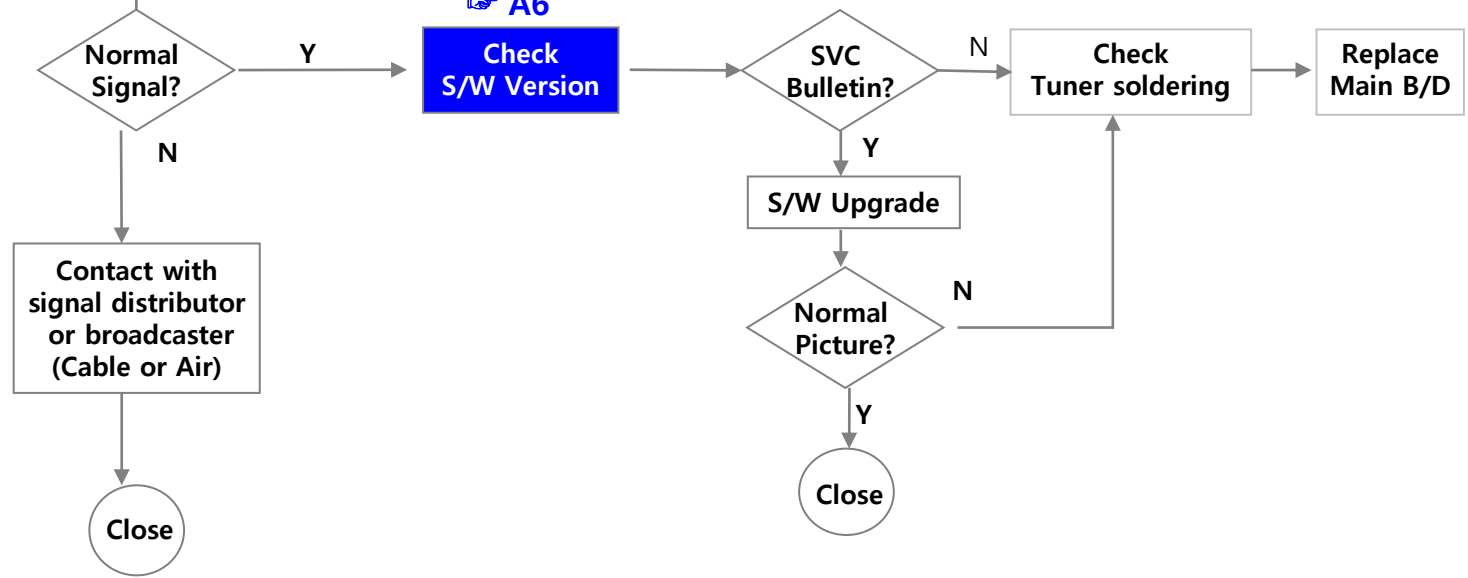 ☞ A6
Normal
Signal?
Y
Check
S/W Version
SVC
Bulletin?
N
Check
Tuner soldering
Replace
Main B/D
N
Y
S/W Upgrade
Contact with
signal distributor
or broadcaster
(Cable or Air)
Normal
Picture?
N
Y
Close
Close